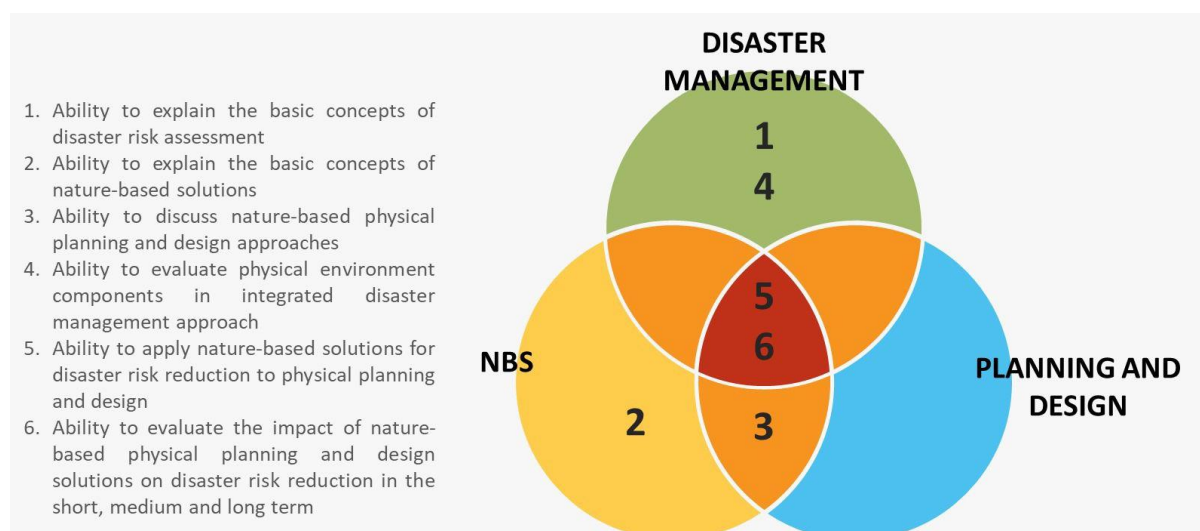 1. Ability to explain the basic concepts of
disaster risk assessment
2. Ability to explain the basic concepts of
nature-based solutions
3. Ability to discuss nature-based physical
planning and design approaches
4. Ability to evaluate physical environment
components in integrated disaster
management approach
5. Ability to apply nature-based solutions for
disaster risk reduction to physical planning
and design
6. Ability to evaluate the impact of nature-
based physical planning and design
solutions on disaster risk reduction in the
short, medium and long term
DISASTER
MANAGEMENT
1
4
5
6
NBS
PLANNING AND
DESIGN
2
3